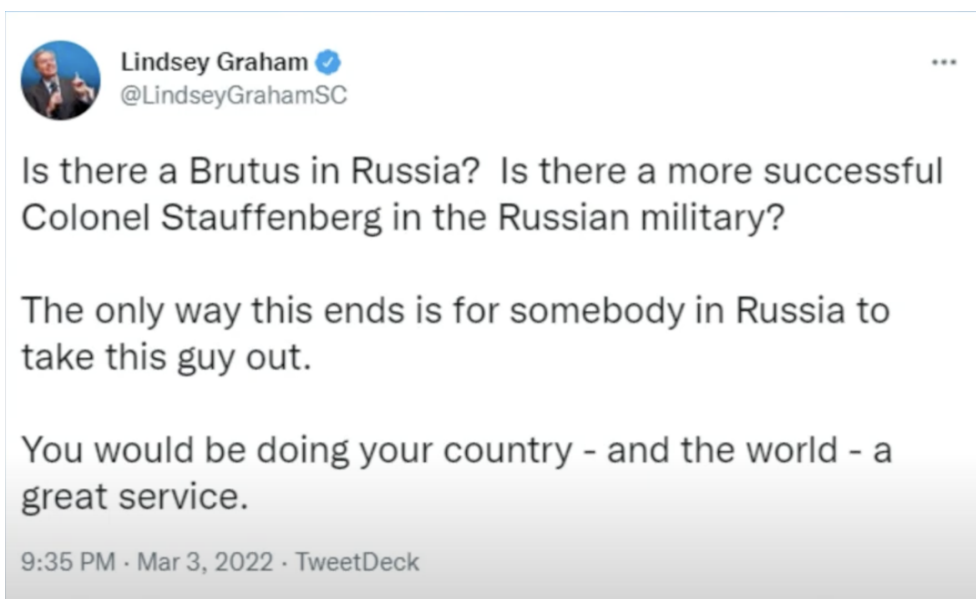 Lindsey Graham
@LindseyGrahamSC
Is there a Brutus in Russia?  Is there a more successful
Colonel Stauffenberg in the Russian military?
The only way this ends is for somebody in Russia to
take this guy out.
You would be doing your country - and the world - a
great service.
9:35 PM · Mar 3, 2022 · TweetDeck